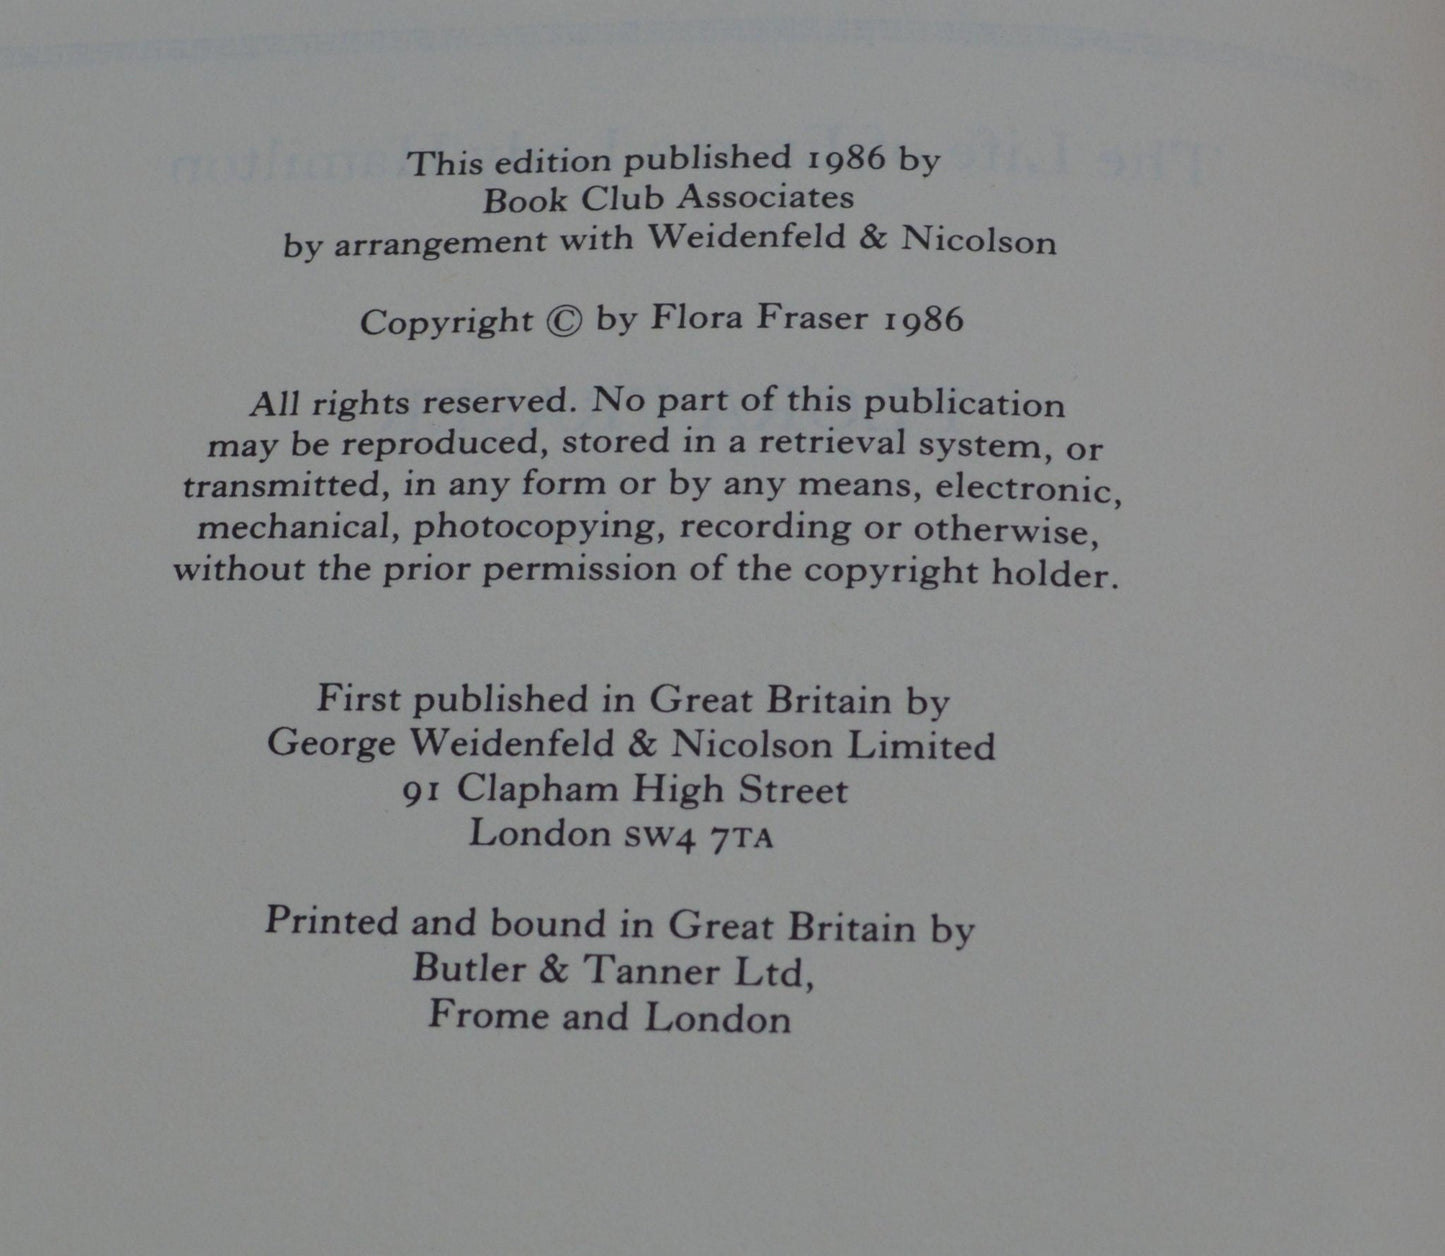 This edition published 1986 by
Book Club Associates
by arrangement with Weidenfeld & Nicolson
Copyright © by Flora Fraser 1986
All rights reserved. No part of this publication
may be reproduced, stored in a retrieval system, or
transmitted, in any form or by any means, electronic,
mechanical, photocopying, recording or otherwise,
without the prior permission of the copyright holder.
First published in Great Britain by
George Weidenfeld & Nicolson Limited
91 Clapham High Street
London SW4 7TA
Printed and bound in Great Britain by
Butler & Tanner Ltd,
Frome and London